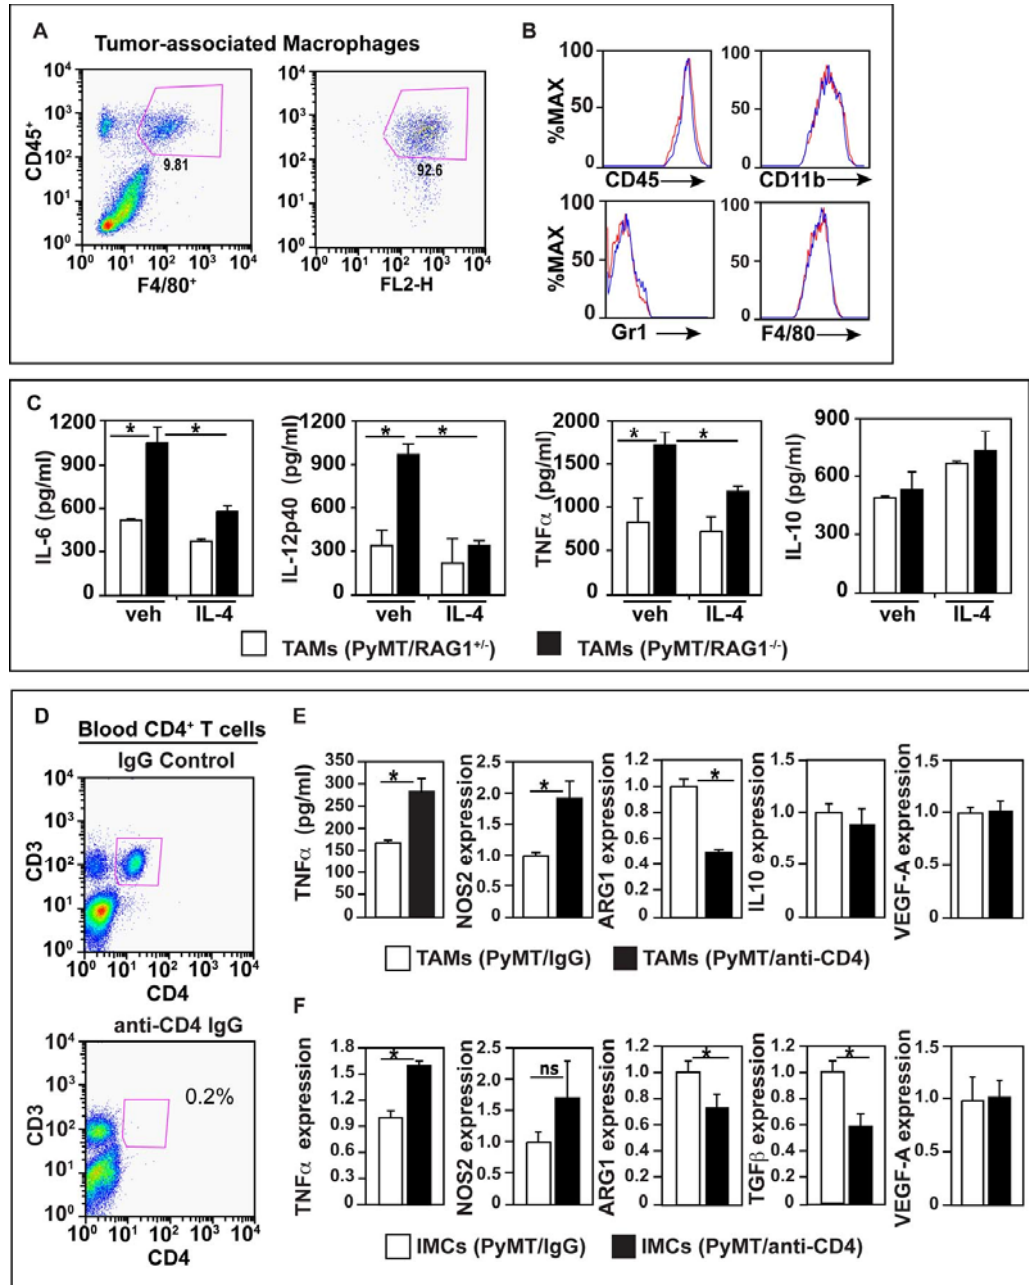 A
Tumor-associated Macrophages
10⁴
10³
10²
10¹
10⁰
CD45⁺
9.81
10⁰ 10¹ 10² 10³ 10⁴
F4/80⁺
10⁴
10³
10²
10¹
10⁰
92.6
10⁰ 10¹ 10² 10³ 10⁴
FL2-H
B
%MAX
100
50
0
CD45
100
50
0
CD11b
%MAX
100
50
0
Gr1
100
50
0
F4/80
C
IL-6 (pg/ml)
1200
900
600
300
0
* *
veh IL-4
IL-12p40 (pg/ml)
1200
900
600
300
0
* *
veh IL-4
TNFα (pg/ml)
2000
1500
1000
500
0
* *
veh IL-4
IL-10 (pg/ml)
900
600
300
0
veh IL-4
TAMs (PyMT/RAG1⁺/⁻) TAMs (PyMT/RAG1⁻/⁻)
D
Blood CD4⁺ T cells
IgG Control
10⁴
10³
10²
10¹
10⁰
CD3
10⁰ 10¹ 10² 10³ 10⁴
CD4
anti-CD4 IgG
10⁴
10³
10²
10¹
10⁰
CD3
0.2%
10⁰ 10¹ 10² 10³ 10⁴
CD4
E
TNFα (pg/ml)
350
300
250
200
150
100
50
0
*
NOS2 expression
2.5
2.0
1.5
1.0
0.5
0
*
ARG1 expression
1.2
1.0
0.8
0.6
0.4
0.2
0
*
IL10 expression
1.5
1.0
0.5
0
VEGF-A expression
1.5
1.0
0.5
0
TAMs (PyMT/IgG) TAMs (PyMT/anti-CD4)
F
TNFα expression
1.8
1.5
1.2
0.9
0.6
0.3
0
*
NOS2 expression
2.5
2.0
1.5
1.0
0.5
0
ns
ARG1 expression
1.2
1.0
0.8
0.6
0.4
0.2
0
*
TGFβ expression
1.2
1.0
0.8
0.6
0.4
0.2
0
*
VEGF-A expression
1.5
1.0
0.5
0
IMCs (PyMT/IgG) IMCs (PyMT/anti-CD4)